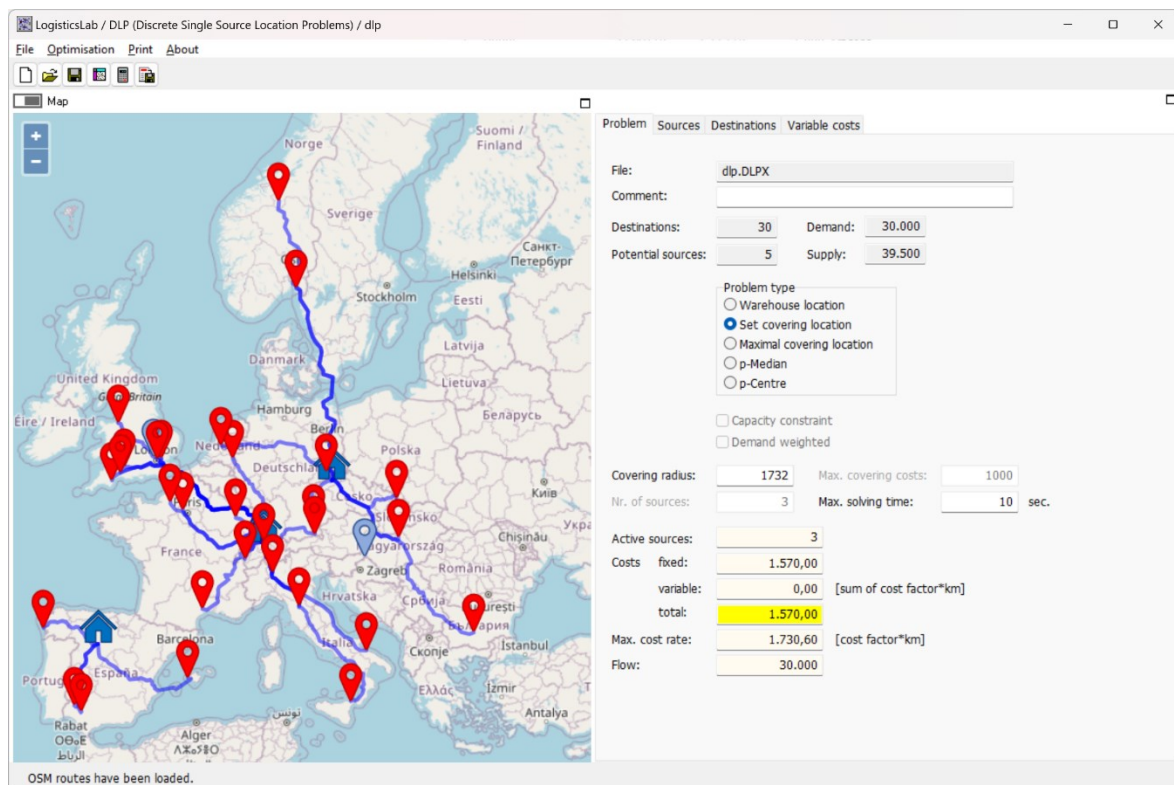 LogisticsLab / DLP (Discrete Single Source Location Problems) / dlp
File Optimisation Print About
Map
+
−
Norge
Suomi /
Finland
Sverige
Санкт-
Петербург
Helsinki
Stockholm
Eesti
Latvija
Danmark
Lietuva
United Kingdom
Éire / Ireland
Hamburg
Беларусь
Berlin
London
Polska
Deutschland
Київ
Česko
Paris
Slovensko
Chișinău
France
Magyarország
Zagreb
România
Hrvatska
București
Србија
България
Barcelona
Italia
Скопје
Istanbul
España
Portugal
Ελλάς
İzmir
Antalya
تونس
Alger
Rabat
ⵔⴱⴰⵟ
الرباط
OSM routes have been loaded.
Problem Sources Destinations Variable costs
File: dlp.DLPX
Comment:
Destinations: 30 Demand: 30.000
Potential sources: 5 Supply: 39.500
Problem type
Warehouse location
Set covering location
Maximal covering location
p-Median
p-Centre
Capacity constraint
Demand weighted
Covering radius: 1732 Max. covering costs: 1000
Nr. of sources: 3 Max. solving time: 10 sec.
Active sources: 3
Costs fixed: 1.570,00
variable: 0,00 [sum of cost factor*km]
total: 1.570,00
Max. cost rate: 1.730,60 [cost factor*km]
Flow: 30.000